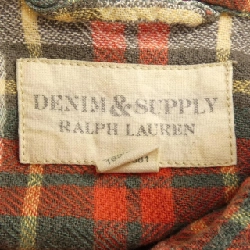 DENIM & SUPPLY
RALPH LAUREN